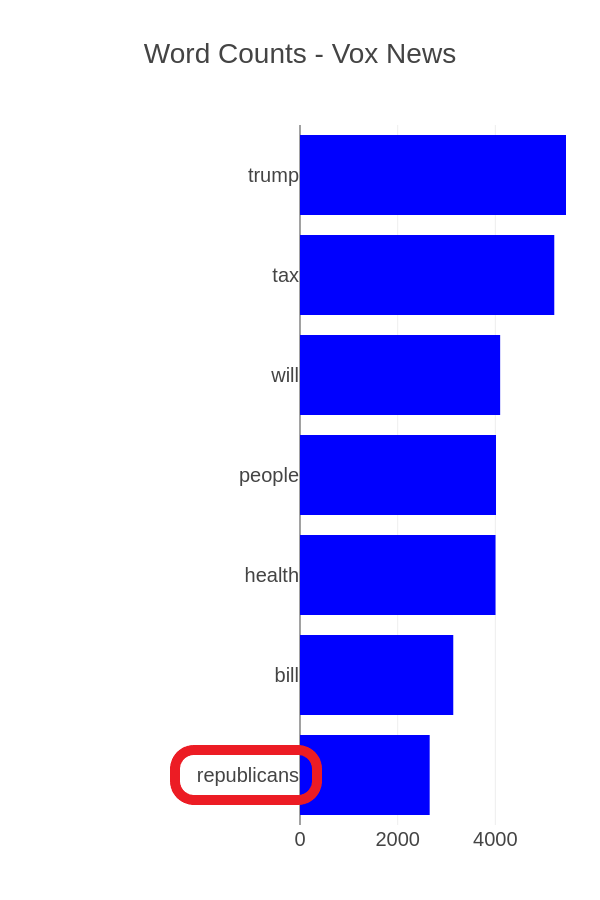 Word Counts - Vox News
trump
tax
will
people
health
bill
republicans
0 2000 4000